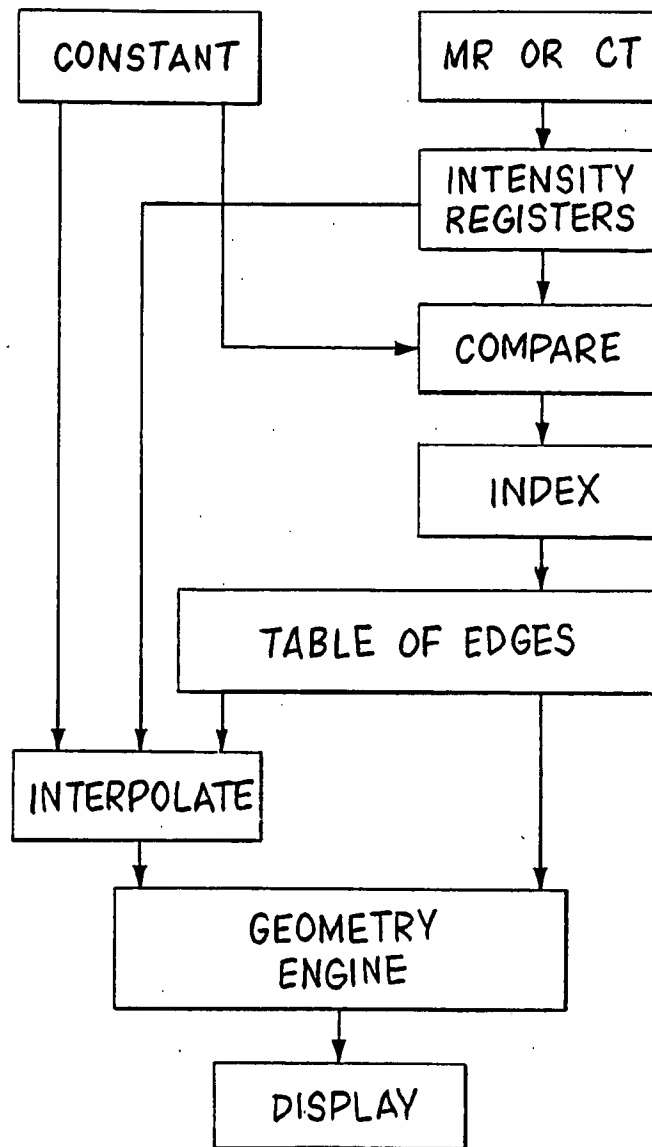 CONSTANT
MR OR CT
INTENSITY
REGISTERS
COMPARE
INDEX
TABLE OF EDGES
INTERPOLATE
GEOMETRY
ENGINE
DISPLAY